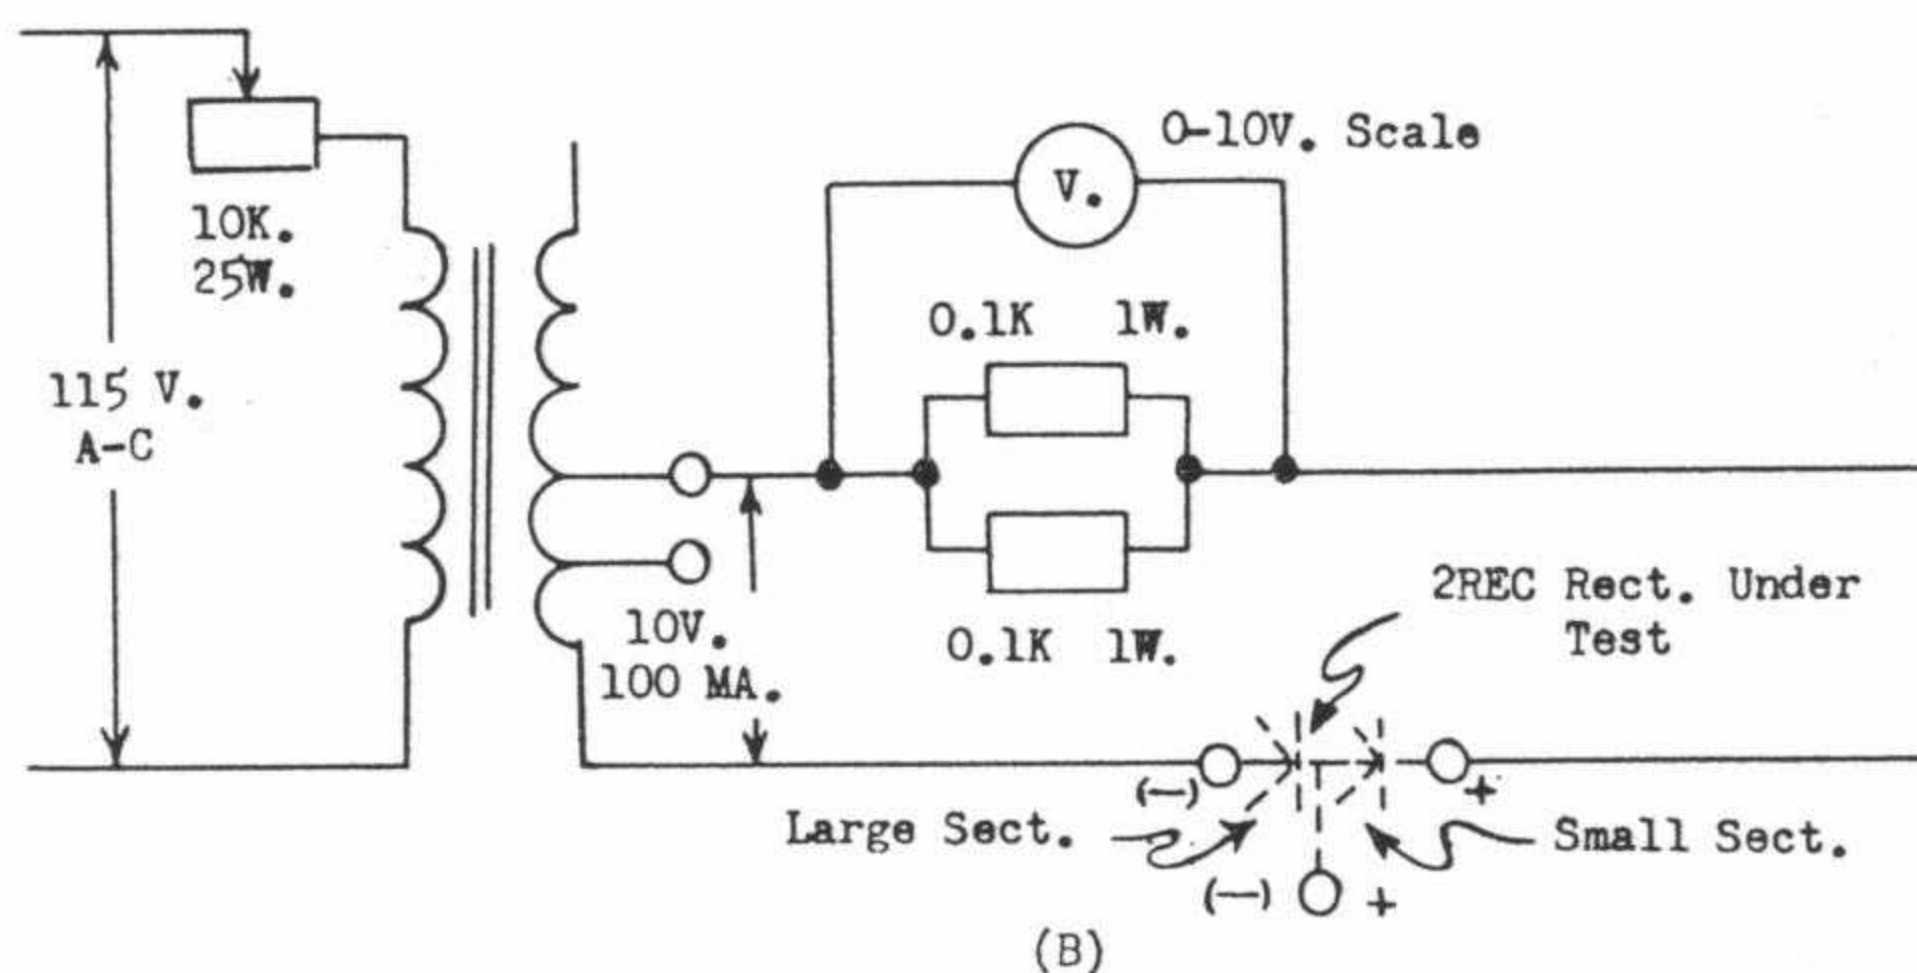 0-10V. Scale
V.
10K.
25W.
0.1K 1W.
115 V.
A-C
10V.
100 MA.
0.1K 1W.
2REC Rect. Under
Test
(—)
+
Large Sect.
Small Sect.
(—) +
(B)